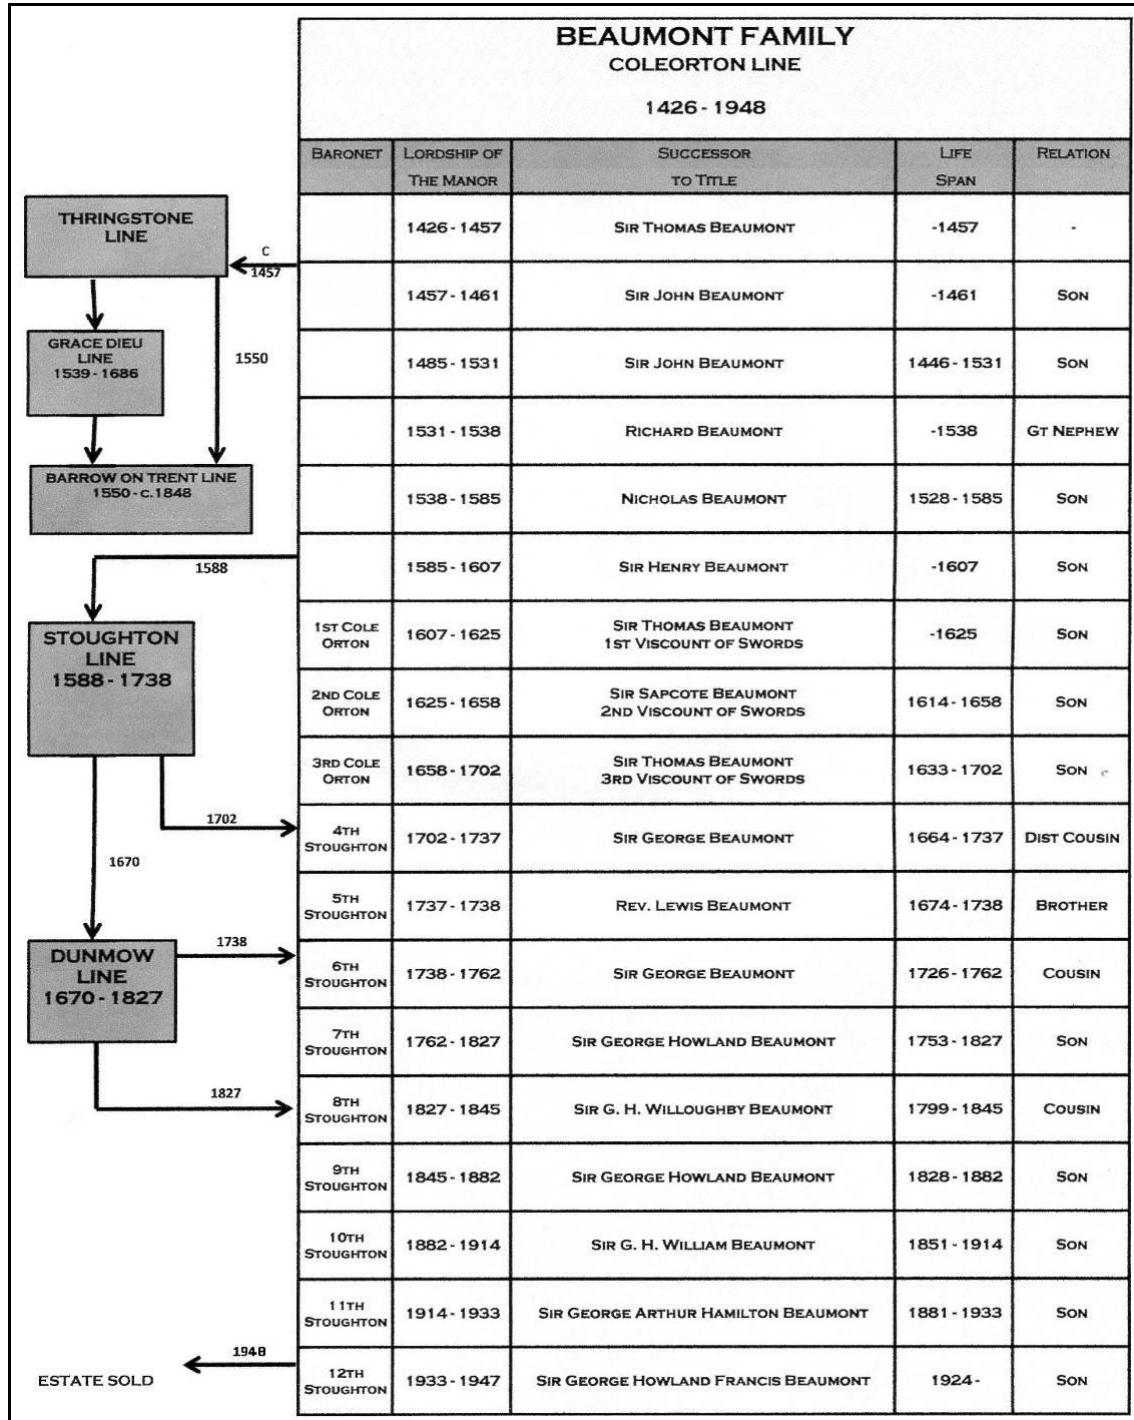 BEAUMONT FAMILY
COLEORTON LINE
1426 - 1948
BARONET LORDSHIP OF THE MANOR SUCCESSOR TO TITLE LIFE SPAN RELATION
1426 - 1457 SIR THOMAS BEAUMONT -1457 -
1457 - 1461 SIR JOHN BEAUMONT -1461 SON
1485 - 1531 SIR JOHN BEAUMONT 1446 - 1531 SON
1531 - 1538 RICHARD BEAUMONT -1538 GT NEPHEW
1538 - 1585 NICHOLAS BEAUMONT 1528 - 1585 SON
1585 - 1607 SIR HENRY BEAUMONT -1607 SON
1ST COLE ORTON 1607 - 1625 SIR THOMAS BEAUMONT 1ST VISCOUNT OF SWORDS -1625 SON
2ND COLE ORTON 1625 - 1658 SIR SAPCOTE BEAUMONT 2ND VISCOUNT OF SWORDS 1614 - 1658 SON
3RD COLE ORTON 1658 - 1702 SIR THOMAS BEAUMONT 3RD VISCOUNT OF SWORDS 1633 - 1702 SON
4TH STOUGHTON 1702 - 1737 SIR GEORGE BEAUMONT 1664 - 1737 DIST COUSIN
5TH STOUGHTON 1737 - 1738 REV. LEWIS BEAUMONT 1674 - 1738 BROTHER
6TH STOUGHTON 1738 - 1762 SIR GEORGE BEAUMONT 1726 - 1762 COUSIN
7TH STOUGHTON 1762 - 1827 SIR GEORGE HOWLAND BEAUMONT 1753 - 1827 SON
8TH STOUGHTON 1827 - 1845 SIR G. H. WILLOUGHBY BEAUMONT 1799 - 1845 COUSIN
9TH STOUGHTON 1845 - 1882 SIR GEORGE HOWLAND BEAUMONT 1828 - 1882 SON
10TH STOUGHTON 1882 - 1914 SIR G. H. WILLIAM BEAUMONT 1851 - 1914 SON
11TH STOUGHTON 1914 - 1933 SIR GEORGE ARTHUR HAMILTON BEAUMONT 1881 - 1933 SON
12TH STOUGHTON 1933 - 1947 SIR GEORGE HOWLAND FRANCIS BEAUMONT 1924 - SON
THRINGSTONE
LINE
C
1457
GRACE DIEU
LINE
1539 - 1686
1550
BARROW ON TRENT LINE
1550 - C.1848
1588
STOUGHTON
LINE
1588 - 1738
1702
1670
DUNMOW
LINE
1670 - 1827
1738
1827
1948
ESTATE SOLD